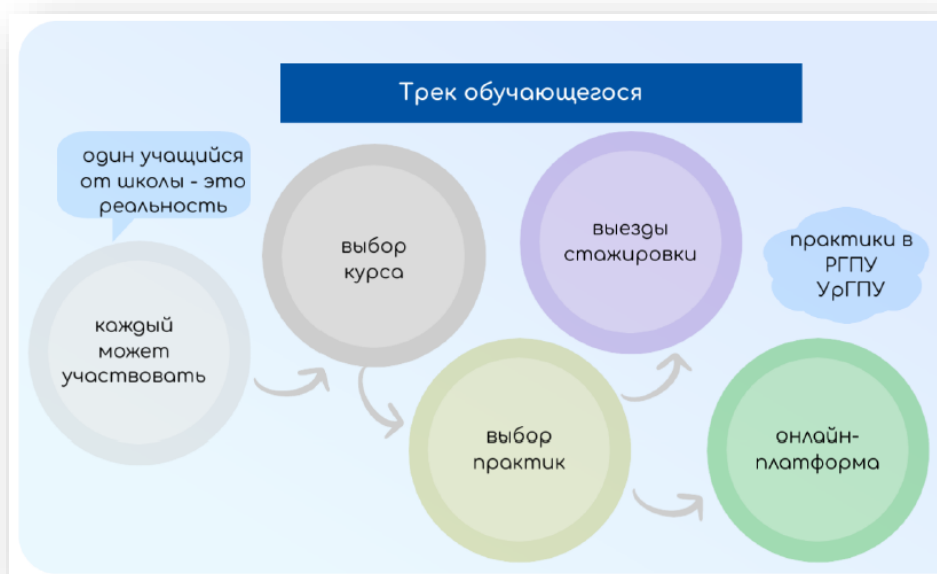 Трек обучающегося
один учащийся
от школы - это
реальность
каждый
может
участвовать
выбор
курса
выбор
практик
выезды
стажировки
практики в
РГПУ
УрГПУ
онлайн-
платформа